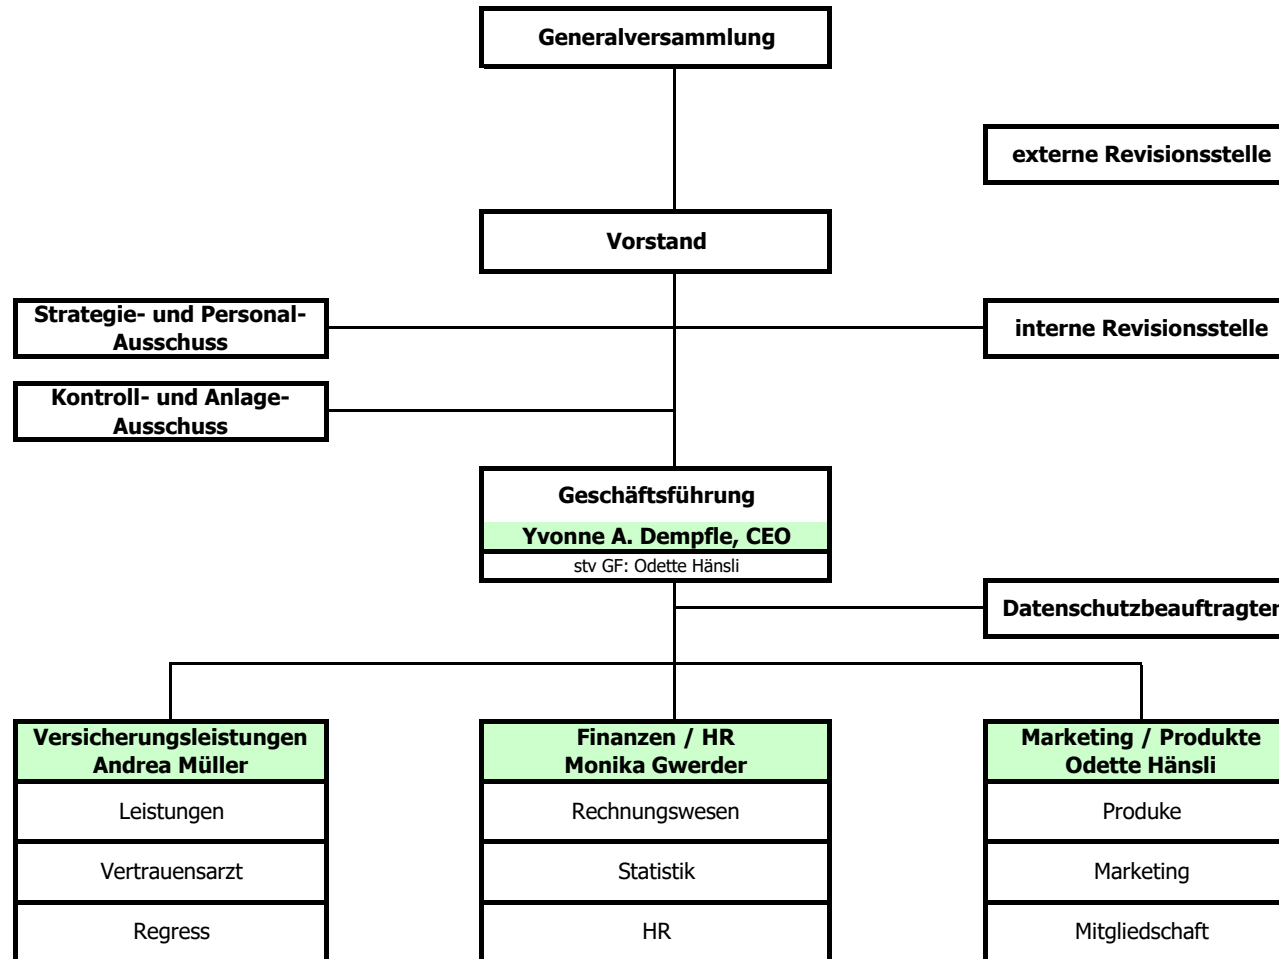 Generalversammlung
externe Revisionsstelle
Vorstand
Strategie- und Personal-
Ausschuss
interne Revisionsstelle
Kontroll- und Anlage-
Ausschuss
Geschäftsführung
Yvonne A. Dempfle, CEO
stv GF: Odette Hänsli
Datenschutzbeauftragter
Versicherungsleistungen
Andrea Müller
Finanzen / HR
Monika Gwerder
Marketing / Produkte
Odette Hänsli
Leistungen
Rechnungswesen
Produke
Vertrauensarzt
Statistik
Marketing
Regress
HR
Mitgliedschaft